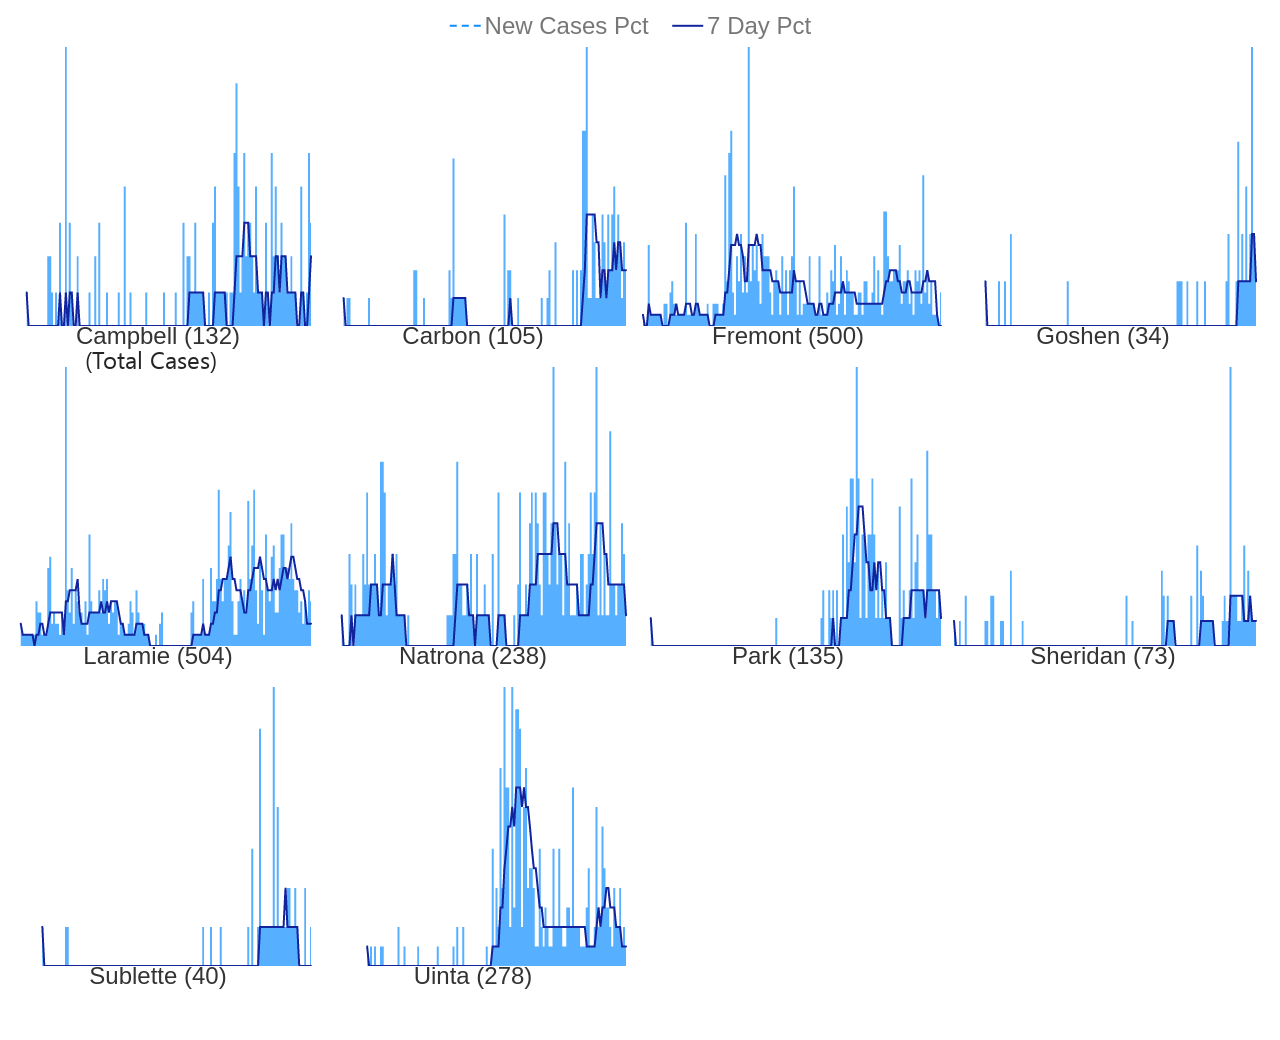 New Cases Pct 7 Day Pct
Campbell (132) Carbon (105) Fremont (500) Goshen (34)
(Total Cases)
Laramie (504) Natrona (238) Park (135) Sheridan (73)
Sublette (40) Uinta (278)